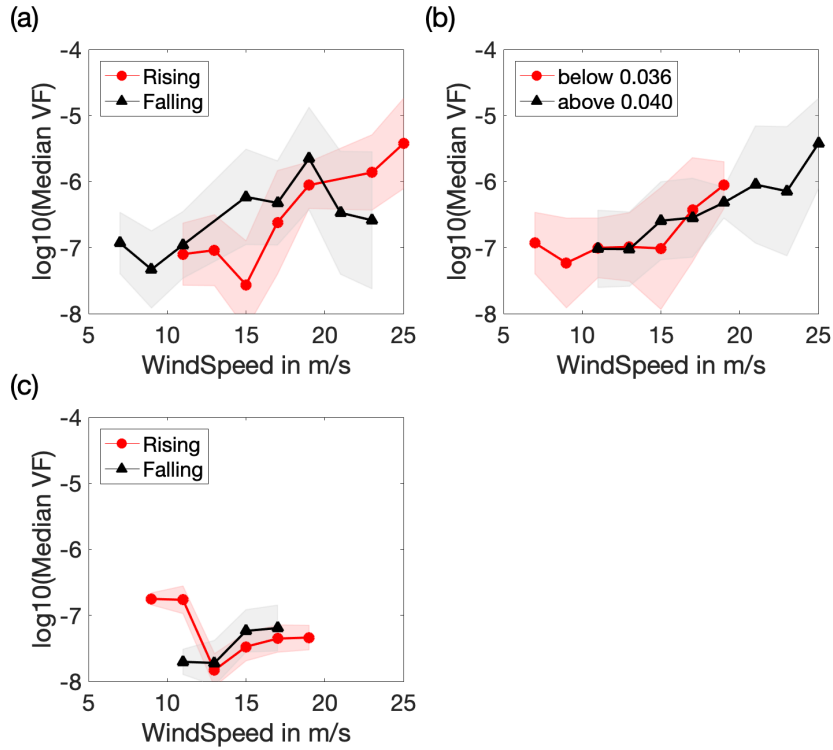 (a)
-4
-5
-6
-7
-8
log10(Median VF)
Rising
Falling
5
10
15
20
25
WindSpeed in m/s
(b)
-4
-5
-6
-7
-8
log10(Median VF)
below 0.036
above 0.040
5
10
15
20
25
WindSpeed in m/s
(c)
-4
-5
-6
-7
-8
log10(Median VF)
Rising
Falling
5
10
15
20
25
WindSpeed in m/s